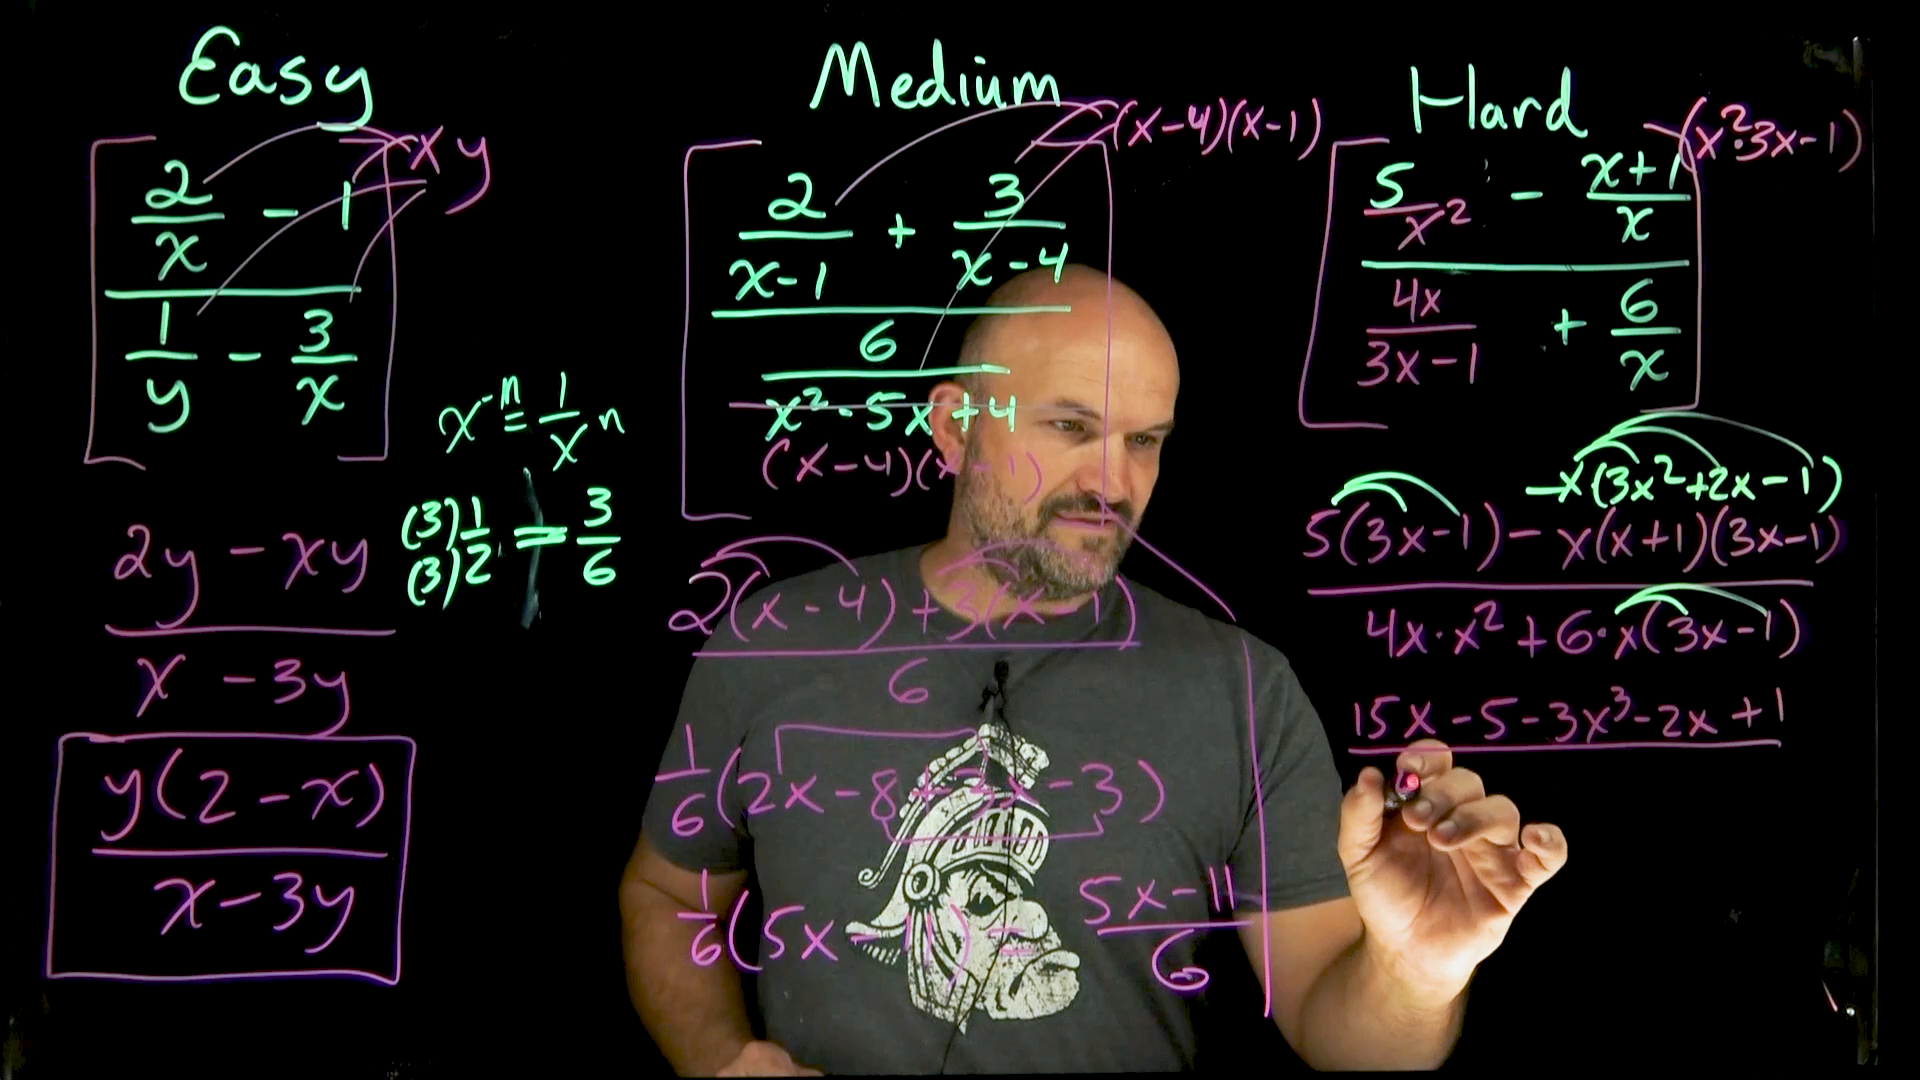 Easy
xy
2/x - 1
1/y - 3/x
x^-n = 1/x^n
(3)1/(3)2 = 3/6
2y - xy
x - 3y
y(2 - x)
x - 3y
Medium
(x-4)(x-1)
2/(x-1) + 3/(x-4)
6
x² - 5x + 4
(x-4)(x-1)
2(x-4) + 3(x-1)
6
1/6(2x - 8 + 3x - 3)
1/6(5x - 11) = (5x - 11)/6
Hard
(x²·3x-1)
5/x² - (x+1)/x
4x/(3x-1) + 6/x
-x(3x²+2x-1)
5(3x-1) - x(x+1)(3x-1)
4x·x² + 6·x(3x-1)
15x - 5 - 3x³ - 2x + 1